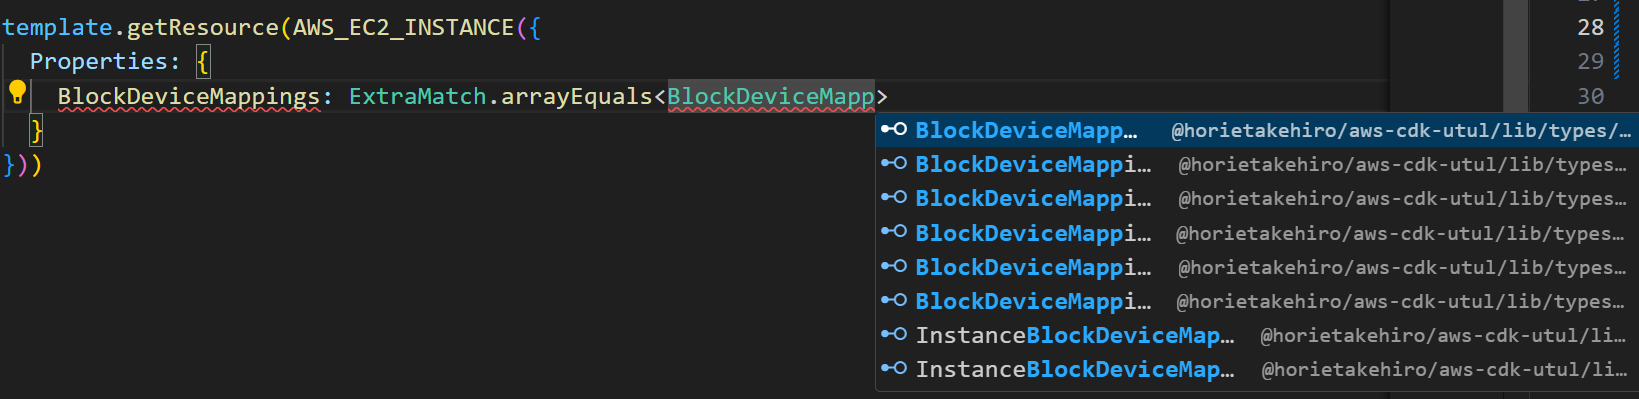 template.getResource(AWS_EC2_INSTANCE({
Properties: {
BlockDeviceMappings: ExtraMatch.arrayEquals<BlockDeviceMapp>
}
}))
BlockDeviceMapp… @horietakehiro/aws-cdk-utul/lib/types/…
BlockDeviceMappi… @horietakehiro/aws-cdk-utul/lib/types…
BlockDeviceMappi… @horietakehiro/aws-cdk-utul/lib/types…
BlockDeviceMappi… @horietakehiro/aws-cdk-utul/lib/types…
BlockDeviceMappi… @horietakehiro/aws-cdk-utul/lib/types…
BlockDeviceMappi… @horietakehiro/aws-cdk-utul/lib/types…
InstanceBlockDeviceMap… @horietakehiro/aws-cdk-utul/li…
InstanceBlockDeviceMap… @horietakehiro/aws-cdk-utul/li…
28
29
30